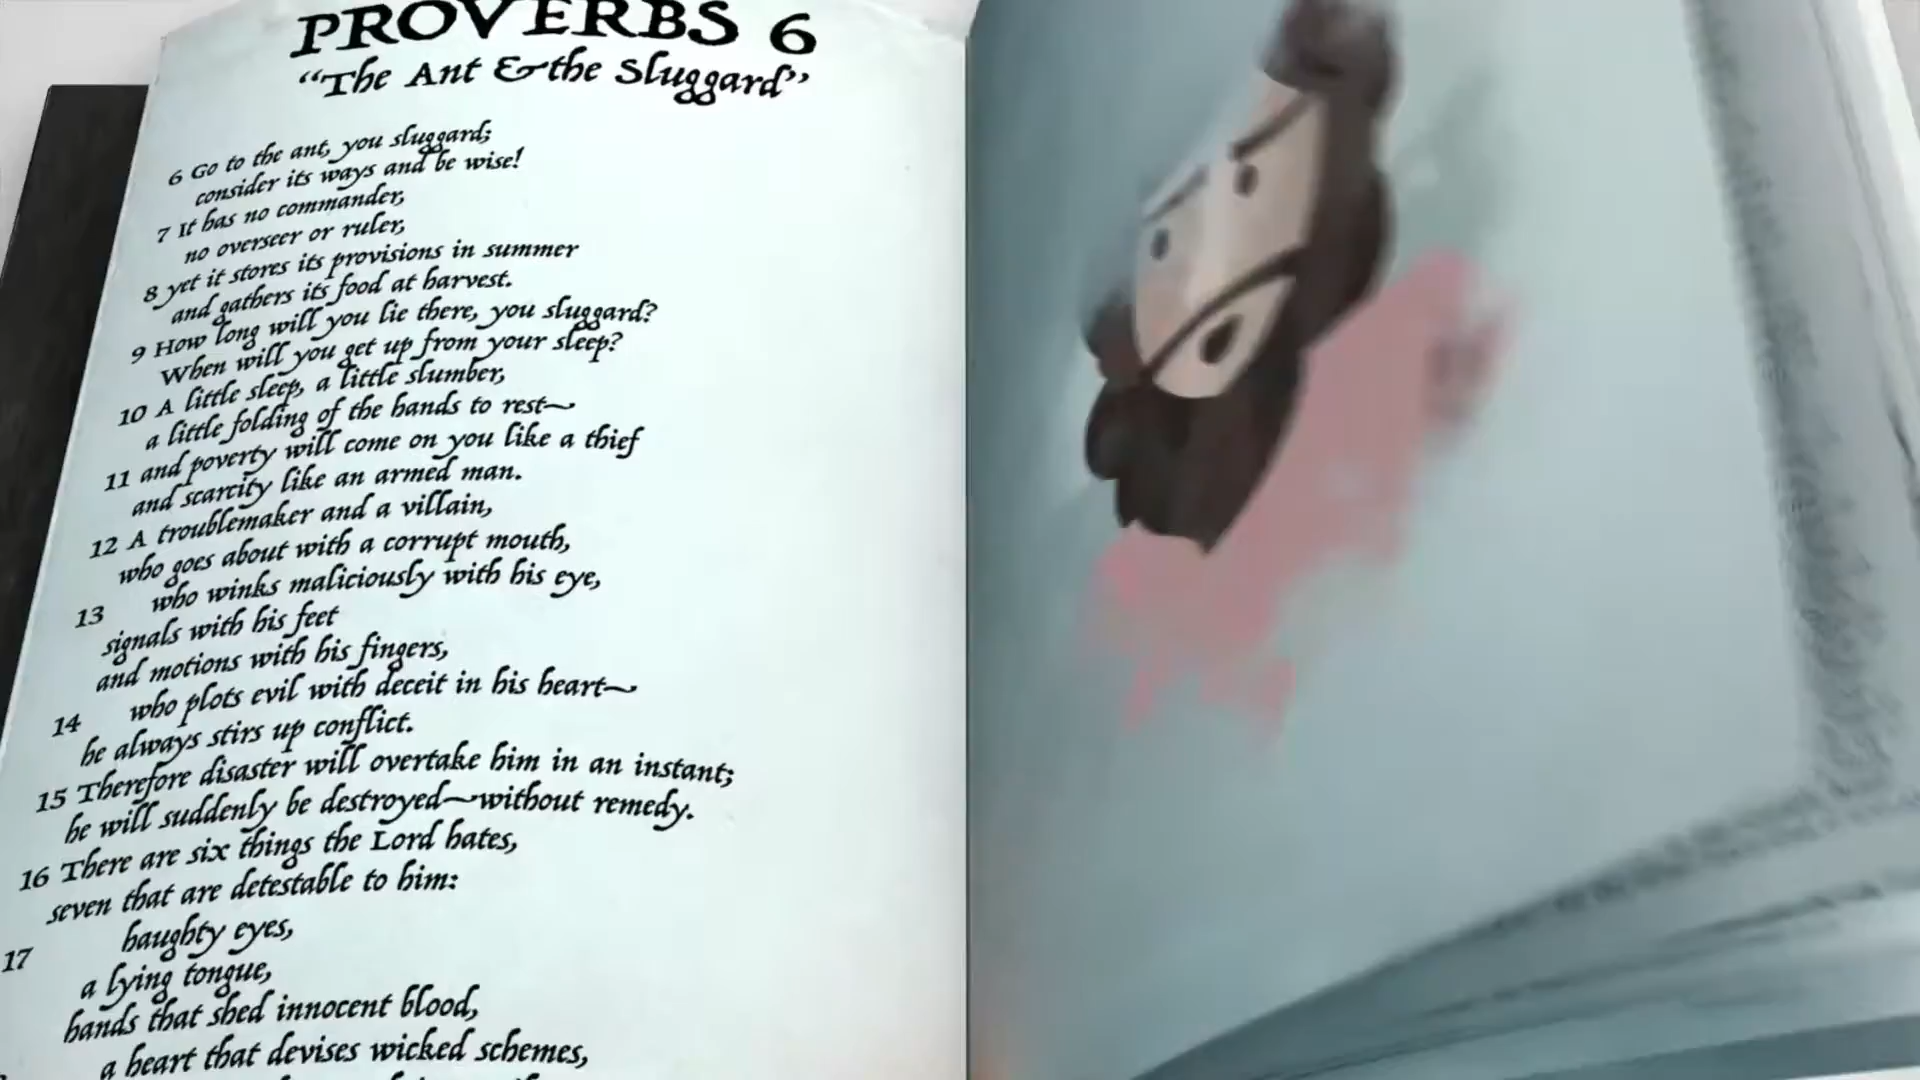 PROVERBS 6
“The Ant & the Sluggard”
6 Go to the ant, you sluggard;
consider its ways and be wise!
7 It has no commander,
no overseer or ruler,
8 yet it stores its provisions in summer
and gathers its food at harvest.
9 How long will you lie there, you sluggard?
When will you get up from your sleep?
10 A little sleep, a little slumber,
a little folding of the hands to rest—
11 and poverty will come on you like a thief
and scarcity like an armed man.
12 A troublemaker and a villain,
who goes about with a corrupt mouth,
13 who winks maliciously with his eye,
signals with his feet
and motions with his fingers,
14 who plots evil with deceit in his heart—
he always stirs up conflict.
15 Therefore disaster will overtake him in an instant;
he will suddenly be destroyed—without remedy.
16 There are six things the Lord hates,
seven that are detestable to him:
17 haughty eyes,
a lying tongue,
hands that shed innocent blood,
a heart that devises wicked schemes,